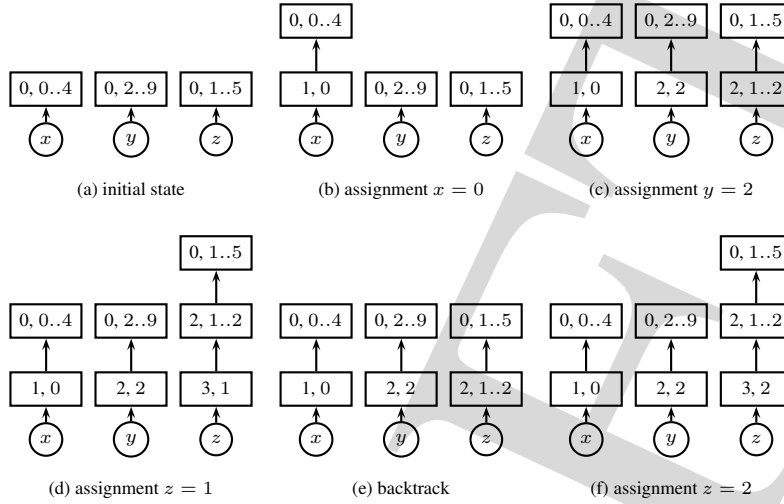 0, 0..4 0, 2..9 0, 1..5
x y z
(a) initial state
0, 0..4
1, 0 0, 2..9 0, 1..5
x y z
(b) assignment x = 0
0, 0..4 0, 2..9 0, 1..5
1, 0 2, 2 2, 1..2
x y z
(c) assignment y = 2
0, 1..5
0, 0..4 0, 2..9 2, 1..2
1, 0 2, 2 3, 1
x y z
(d) assignment z = 1
0, 0..4 0, 2..9 0, 1..5
1, 0 2, 2 2, 1..2
x y z
(e) backtrack
0, 1..5
0, 0..4 0, 2..9 2, 1..2
1, 0 2, 2 3, 2
x y z
(f) assignment z = 2